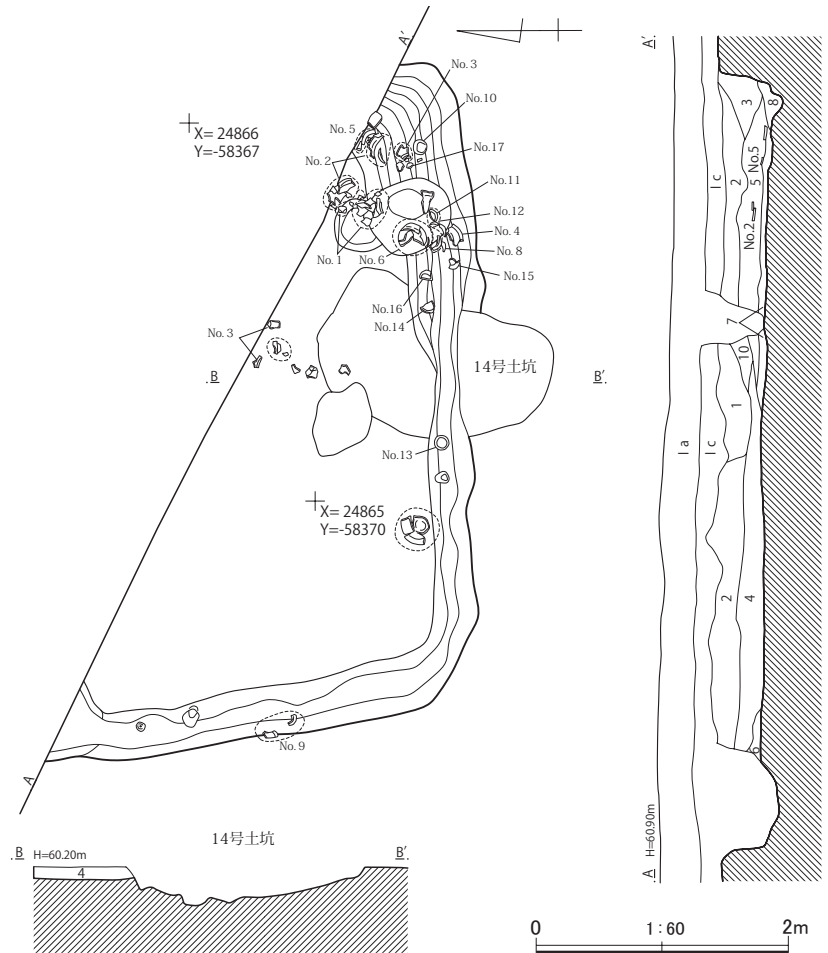 A′
No. 3
No. 10
X= 24866
Y=-58367
No. 5
No. 2
No. 17
No. 11
No. 12
No. 4
No. 1
No. 6
No. 8
No. 15
No. 16
No. 14
No. 3
14号土坑
B
B′
No. 13
X= 24865
Y=-58370
No. 9
A
14号土坑
B
H=60.20m
B′
4
A′
3
8
No.5
I c
2
5
No.2
7
10
1
I a
I c
2
4
6
A
H=60.90m
0
1:60
2m